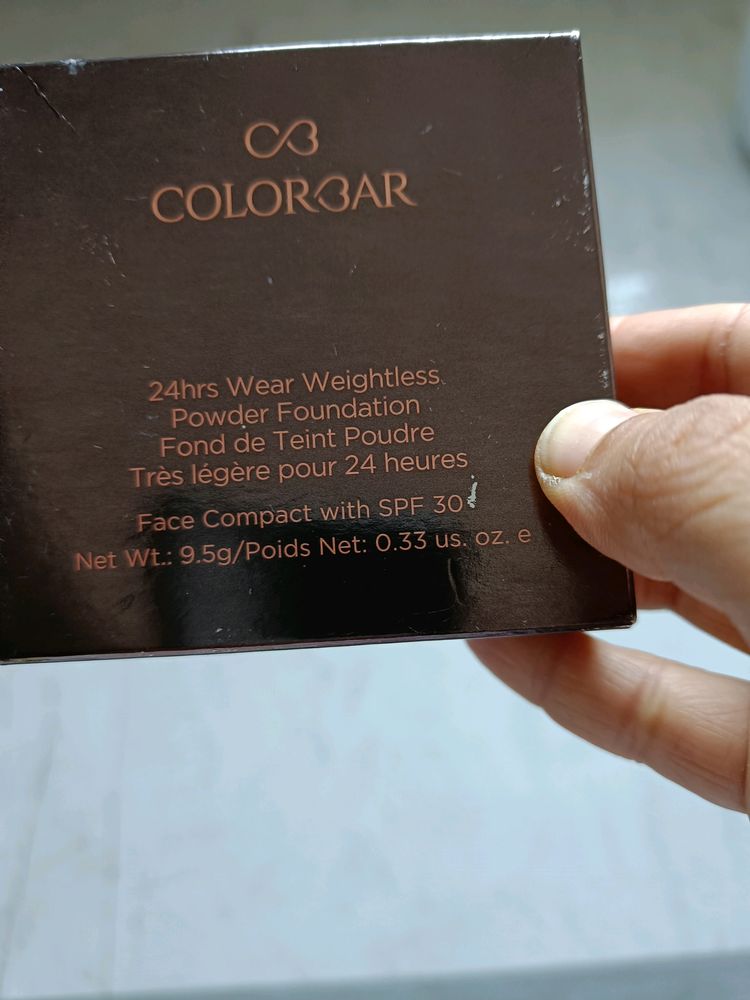 CB
COLORBAR
24hrs Wear Weightless
Powder Foundation
Fond de Teint Poudre
Très légère pour 24 heures
Face Compact with SPF 30
Net Wt.: 9.5g/Poids Net: 0.33 us. oz. e